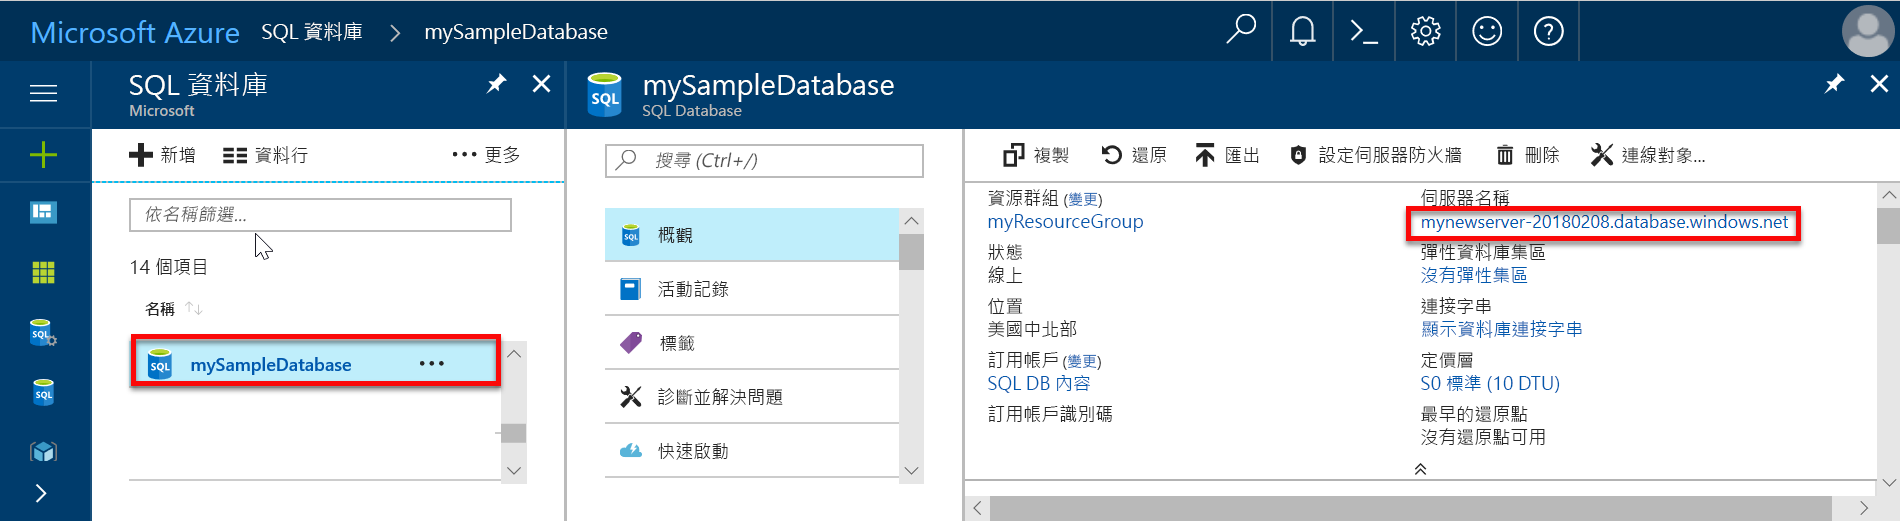 Microsoft Azure SQL 資料庫 > mySampleDatabase
SQL 資料庫
Microsoft
新增 資料行 ··· 更多
依名稱篩選...
14 個項目
名稱 ↑↓
SQL mySampleDatabase ···
SQL
SQL
SQL mySampleDatabase
SQL Database
搜尋 (Ctrl+/)
SQL 概觀
活動記錄
標籤
診斷並解決問題
快速啟動
複製 還原 匯出 設定伺服器防火牆 刪除 連線對象...
資源群組 (變更)
myResourceGroup
狀態
線上
位置
美國中北部
訂用帳戶 (變更)
SQL DB 內容
訂用帳戶識別碼
伺服器名稱
mynewserver-20180208.database.windows.net
彈性資料庫集區
沒有彈性集區
連接字串
顯示資料庫連接字串
定價層
S0 標準 (10 DTU)
最早的還原點
沒有還原點可用